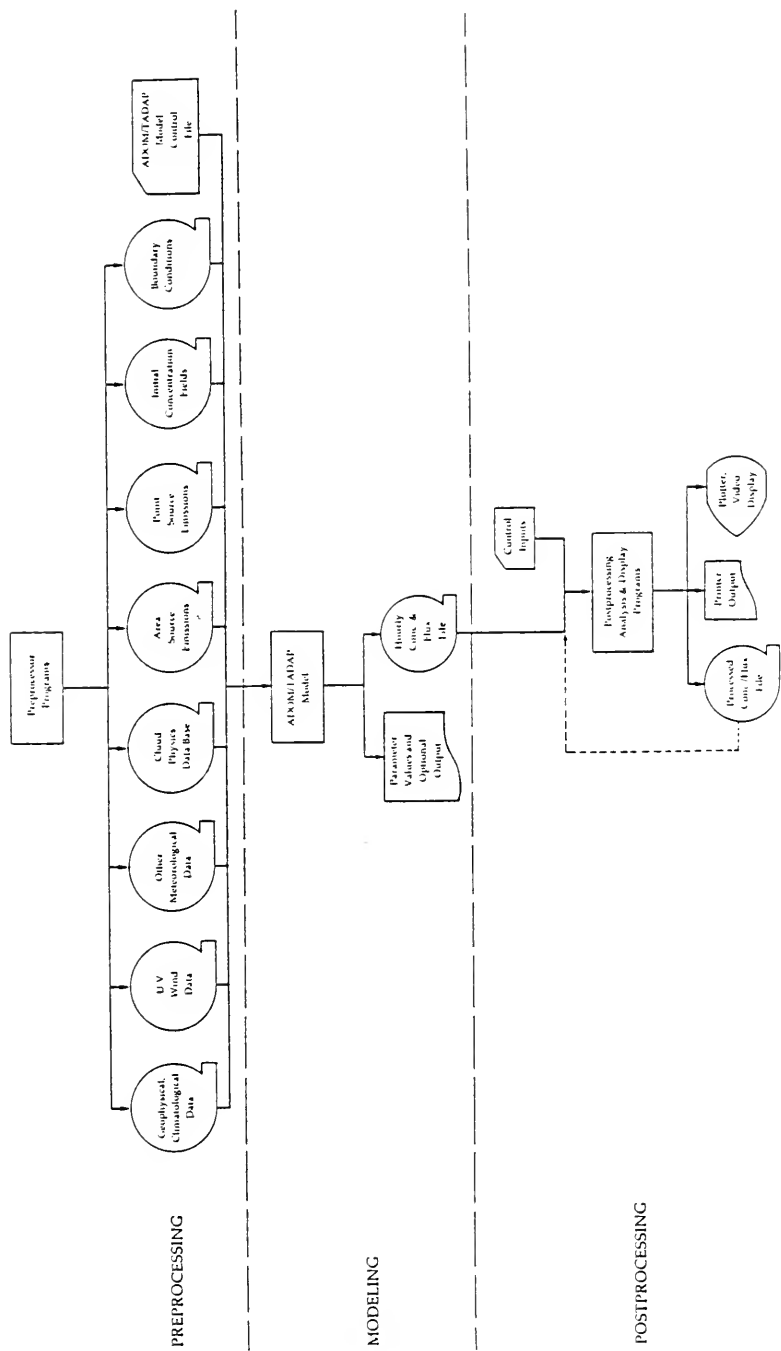 PREPROCESSING
Preprocessor
Programs
Geophysical,
Climatological
Data
U V
Wind
Data
Other
Meteorological
Data
Cloud
Physics
Data Base
Area
Source
Emissions
Point
Source
Emissions
Initial
Concentration
Fields
Boundary
Conditions
ADOM/TADAP
Model
Control
File
MODELING
ADOM/TADAP
Model
Parameter
Values and
Optional
Output
Hourly
Conc. &
Flux
File
POSTPROCESSING
Control
Inputs
Postprocessing
Analysis & Display
Programs
Processed
Conc/Flux
File
Printer
Output
Plotter,
Video
Display